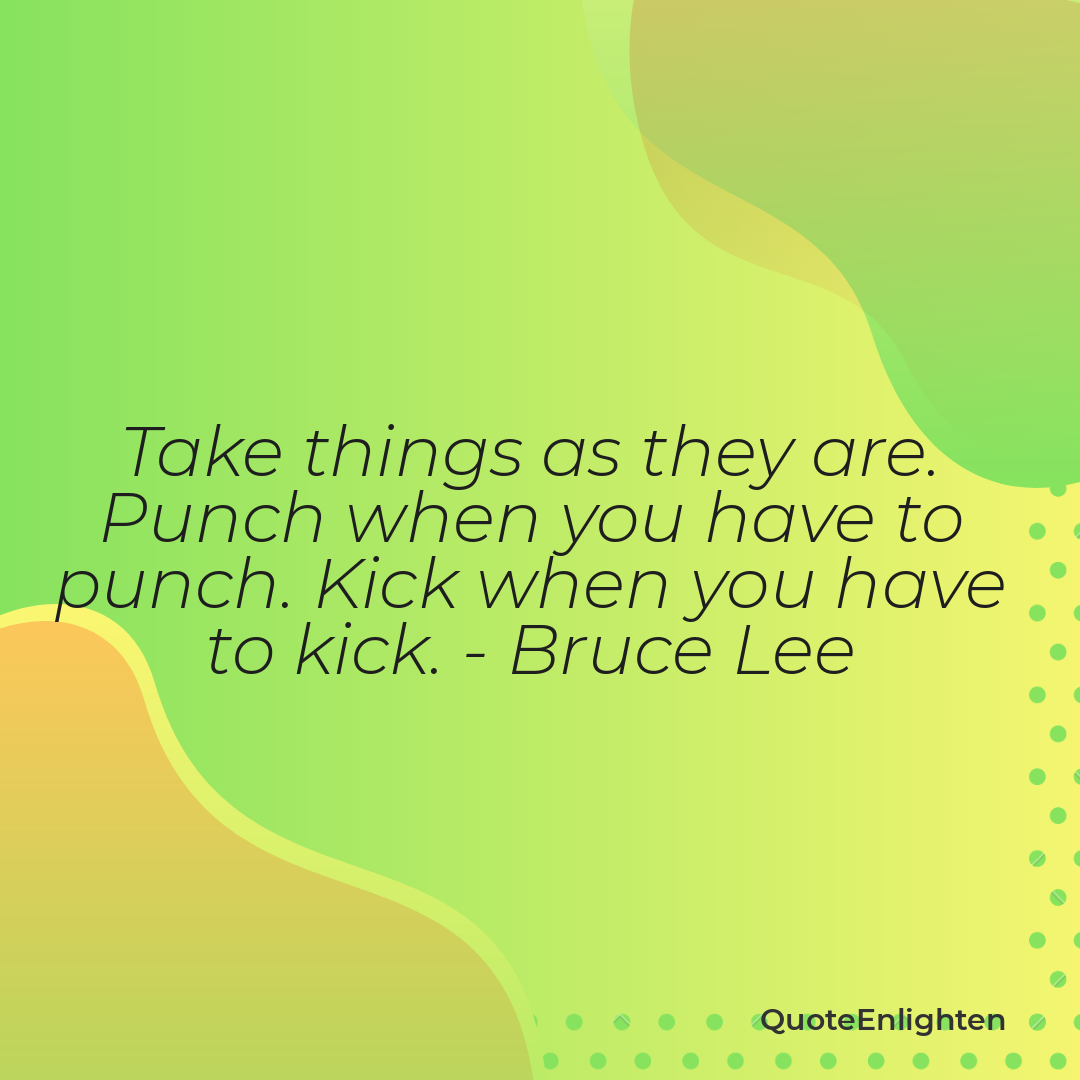 Take things as they are.
Punch when you have to
punch. Kick when you have
to kick. - Bruce Lee
QuoteEnlighten